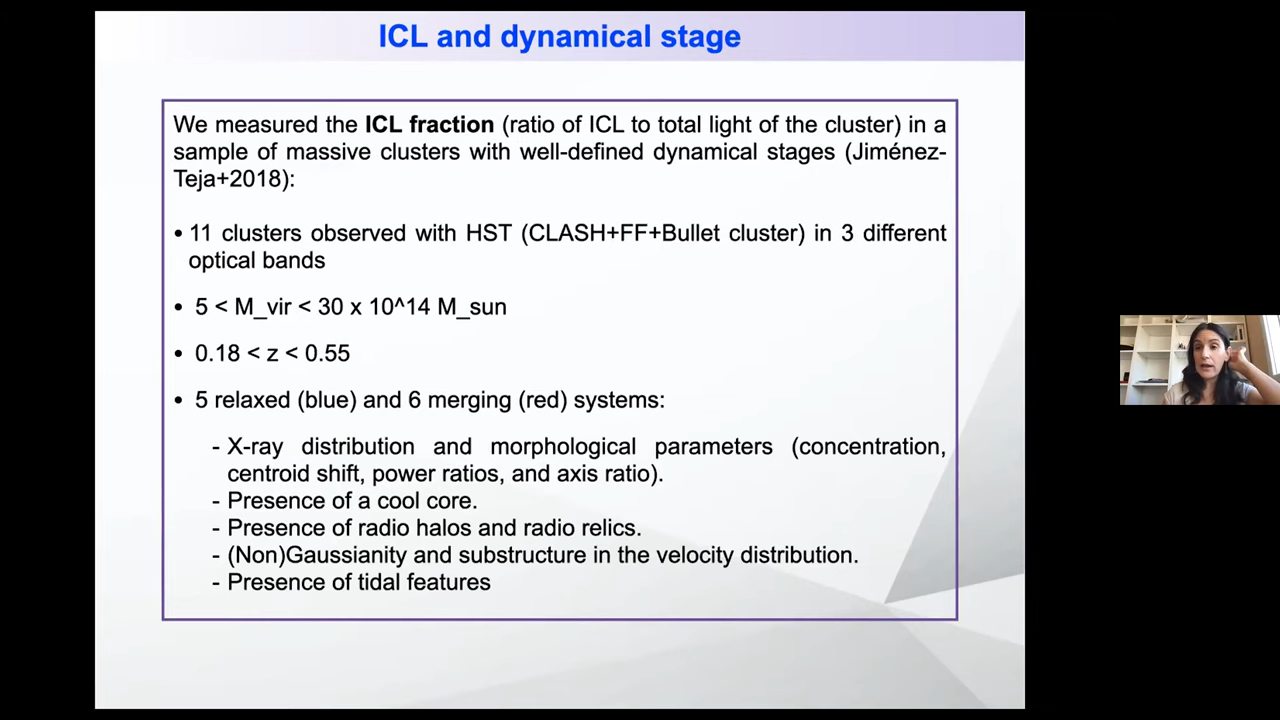 ICL and dynamical stage
We measured the ICL fraction (ratio of ICL to total light of the cluster) in a
sample of massive clusters with well-defined dynamical stages (Jiménez-
Teja+2018):
• 11 clusters observed with HST (CLASH+FF+Bullet cluster) in 3 different
optical bands
• 5 < M_vir < 30 x 10^14 M_sun
• 0.18 < z < 0.55
• 5 relaxed (blue) and 6 merging (red) systems:
- X-ray distribution and morphological parameters (concentration,
centroid shift, power ratios, and axis ratio).
- Presence of a cool core.
- Presence of radio halos and radio relics.
- (Non)Gaussianity and substructure in the velocity distribution.
- Presence of tidal features